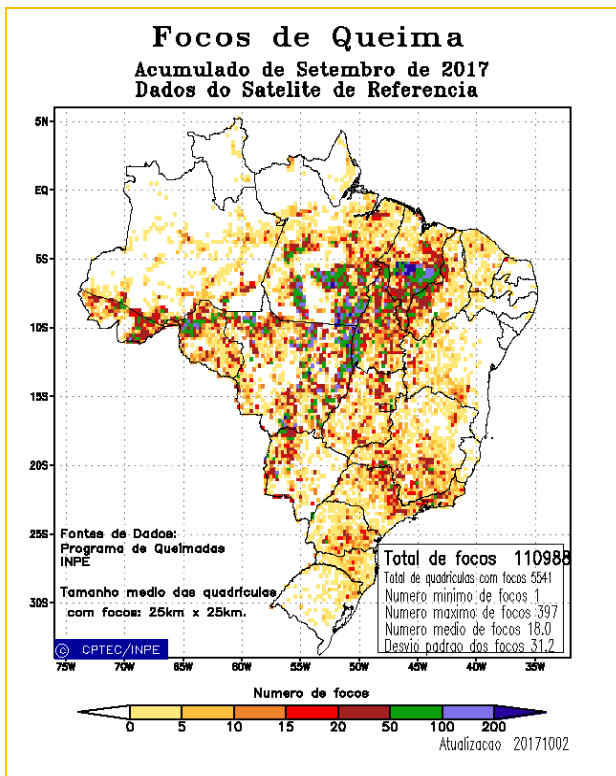 Focos de Queima
Acumulado de Setembro de 2017
Dados do Satelite de Referencia
5N
EQ
5S
10S
15S
20S
25S
30S
Fontes de Dados:
Programa de Queimadas
INPE
Tamanho medio das quadrículas
com focos: 25km x 25km.
Total de focos 110988
Total de quadrículas com focos 5541
Numero minimo de focos 1
Numero maximo de focos 397
Numero medio de focos 18.0
Desvio padrao dos focos 31.2
© CPTEC/INPE
75W 70W 65W 60W 55W 50W 45W 40W 35W
Numero de focos
0 5 10 15 20 50 100 200
Atualizacao 20171002